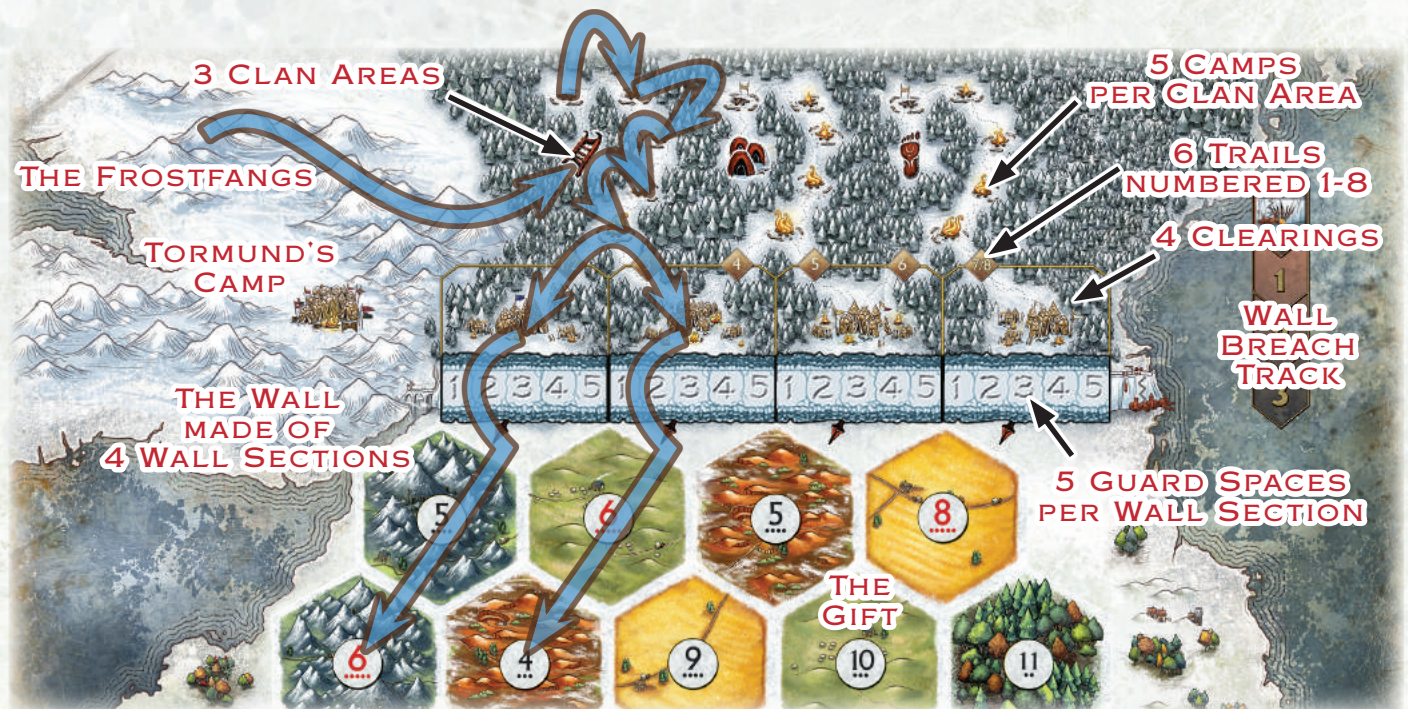 3 Clan Areas
5 Camps
per Clan Area
The Frostfangs
6 Trails
numbered 1-8
4 Clearings
Tormund's
Camp
4
5
6
7/8
1
Wall
Breach
Track
3
1 2 3 4 5
1 2 3 4 5
1 2 3 4 5
1 2 3 4 5
The Wall
made of
4 Wall Sections
5 Guard Spaces
per Wall Section
5
6
5
8
The
Gift
6
4
9
10
11